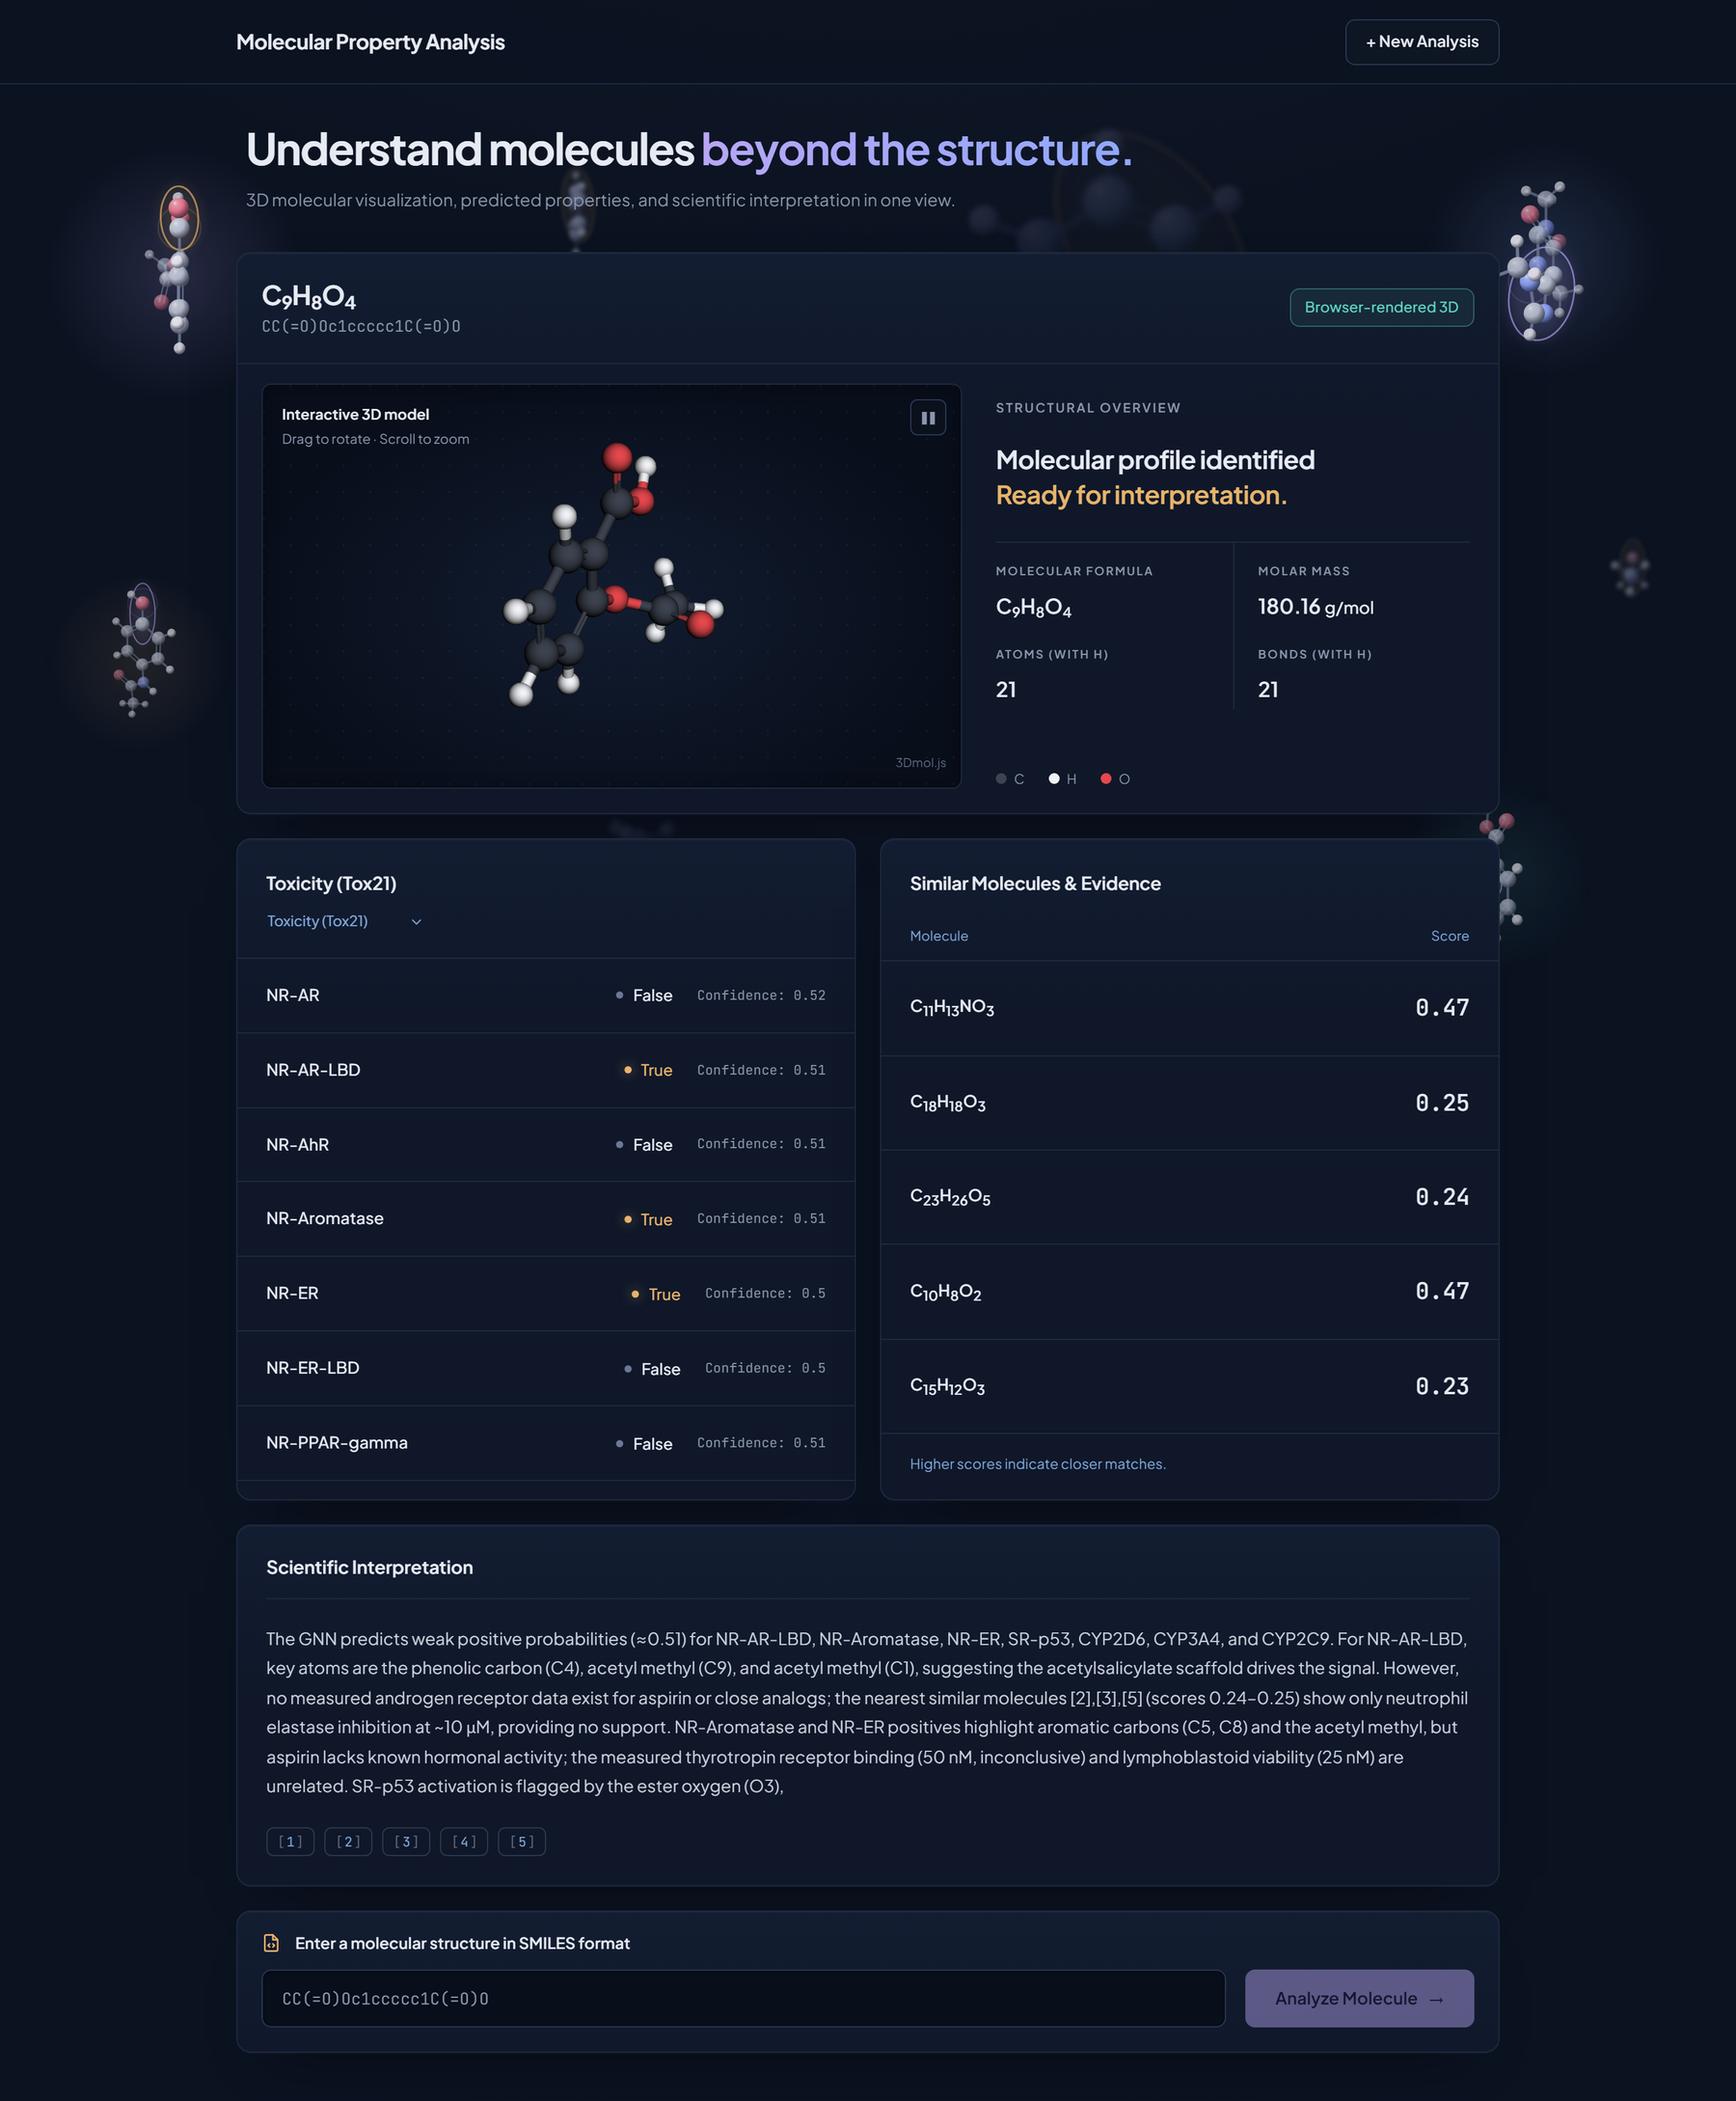 Molecular Property Analysis
+ New Analysis
Understand molecules beyond the structure.
3D molecular visualization, predicted properties, and scientific interpretation in one view.
C₉H₈O₄
CC(=O)Oc1ccccc1C(=O)O
Browser-rendered 3D
Interactive 3D model
Drag to rotate · Scroll to zoom
3Dmol.js
STRUCTURAL OVERVIEW
Molecular profile identified
Ready for interpretation.
MOLECULAR FORMULA
C₉H₈O₄
MOLAR MASS
180.16 g/mol
ATOMS (WITH H)
21
BONDS (WITH H)
21
C H O
Toxicity (Tox21)
Toxicity (Tox21)
NR-AR False Confidence: 0.52
NR-AR-LBD True Confidence: 0.51
NR-AhR False Confidence: 0.51
NR-Aromatase True Confidence: 0.51
NR-ER True Confidence: 0.5
NR-ER-LBD False Confidence: 0.5
NR-PPAR-gamma False Confidence: 0.51
Similar Molecules & Evidence
Molecule Score
C₁₁H₁₃NO₃ 0.47
C₁₈H₁₈O₃ 0.25
C₂₃H₂₆O₅ 0.24
C₁₀H₈O₂ 0.47
C₁₅H₁₂O₃ 0.23
Higher scores indicate closer matches.
Scientific Interpretation
The GNN predicts weak positive probabilities (≈0.51) for NR-AR-LBD, NR-Aromatase, NR-ER, SR-p53, CYP2D6, CYP3A4, and CYP2C9. For NR-AR-LBD,
key atoms are the phenolic carbon (C4), acetyl methyl (C9), and acetyl methyl (C1), suggesting the acetylsalicylate scaffold drives the signal. However,
no measured androgen receptor data exist for aspirin or close analogs; the nearest similar molecules [2],[3],[5] (scores 0.24–0.25) show only neutrophil
elastase inhibition at ~10 µM, providing no support. NR-Aromatase and NR-ER positives highlight aromatic carbons (C5, C8) and the acetyl methyl, but
aspirin lacks known hormonal activity; the measured thyrotropin receptor binding (50 nM, inconclusive) and lymphoblastoid viability (25 nM) are
unrelated. SR-p53 activation is flagged by the ester oxygen (O3),
[1] [2] [3] [4] [5]
Enter a molecular structure in SMILES format
CC(=O)Oc1ccccc1C(=O)O
Analyze Molecule →